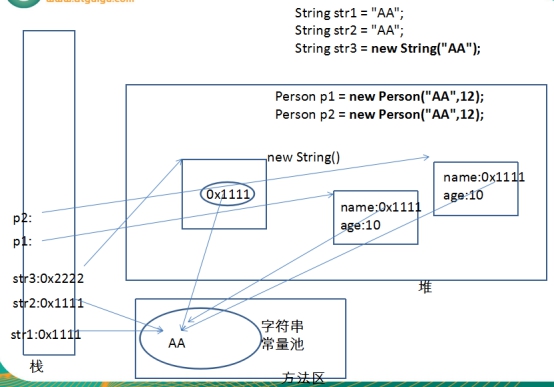 String str1 = "AA";
String str2 = "AA";
String str3 = new String("AA");
Person p1 = new Person("AA",12);
Person p2 = new Person("AA",12);
new String()
0x1111
name:0x1111
age:10
name:0x1111
age:10
p2:
p1:
str3:0x2222
str2:0x1111
str1:0x1111
堆
字符串
常量池
AA
栈
方法区